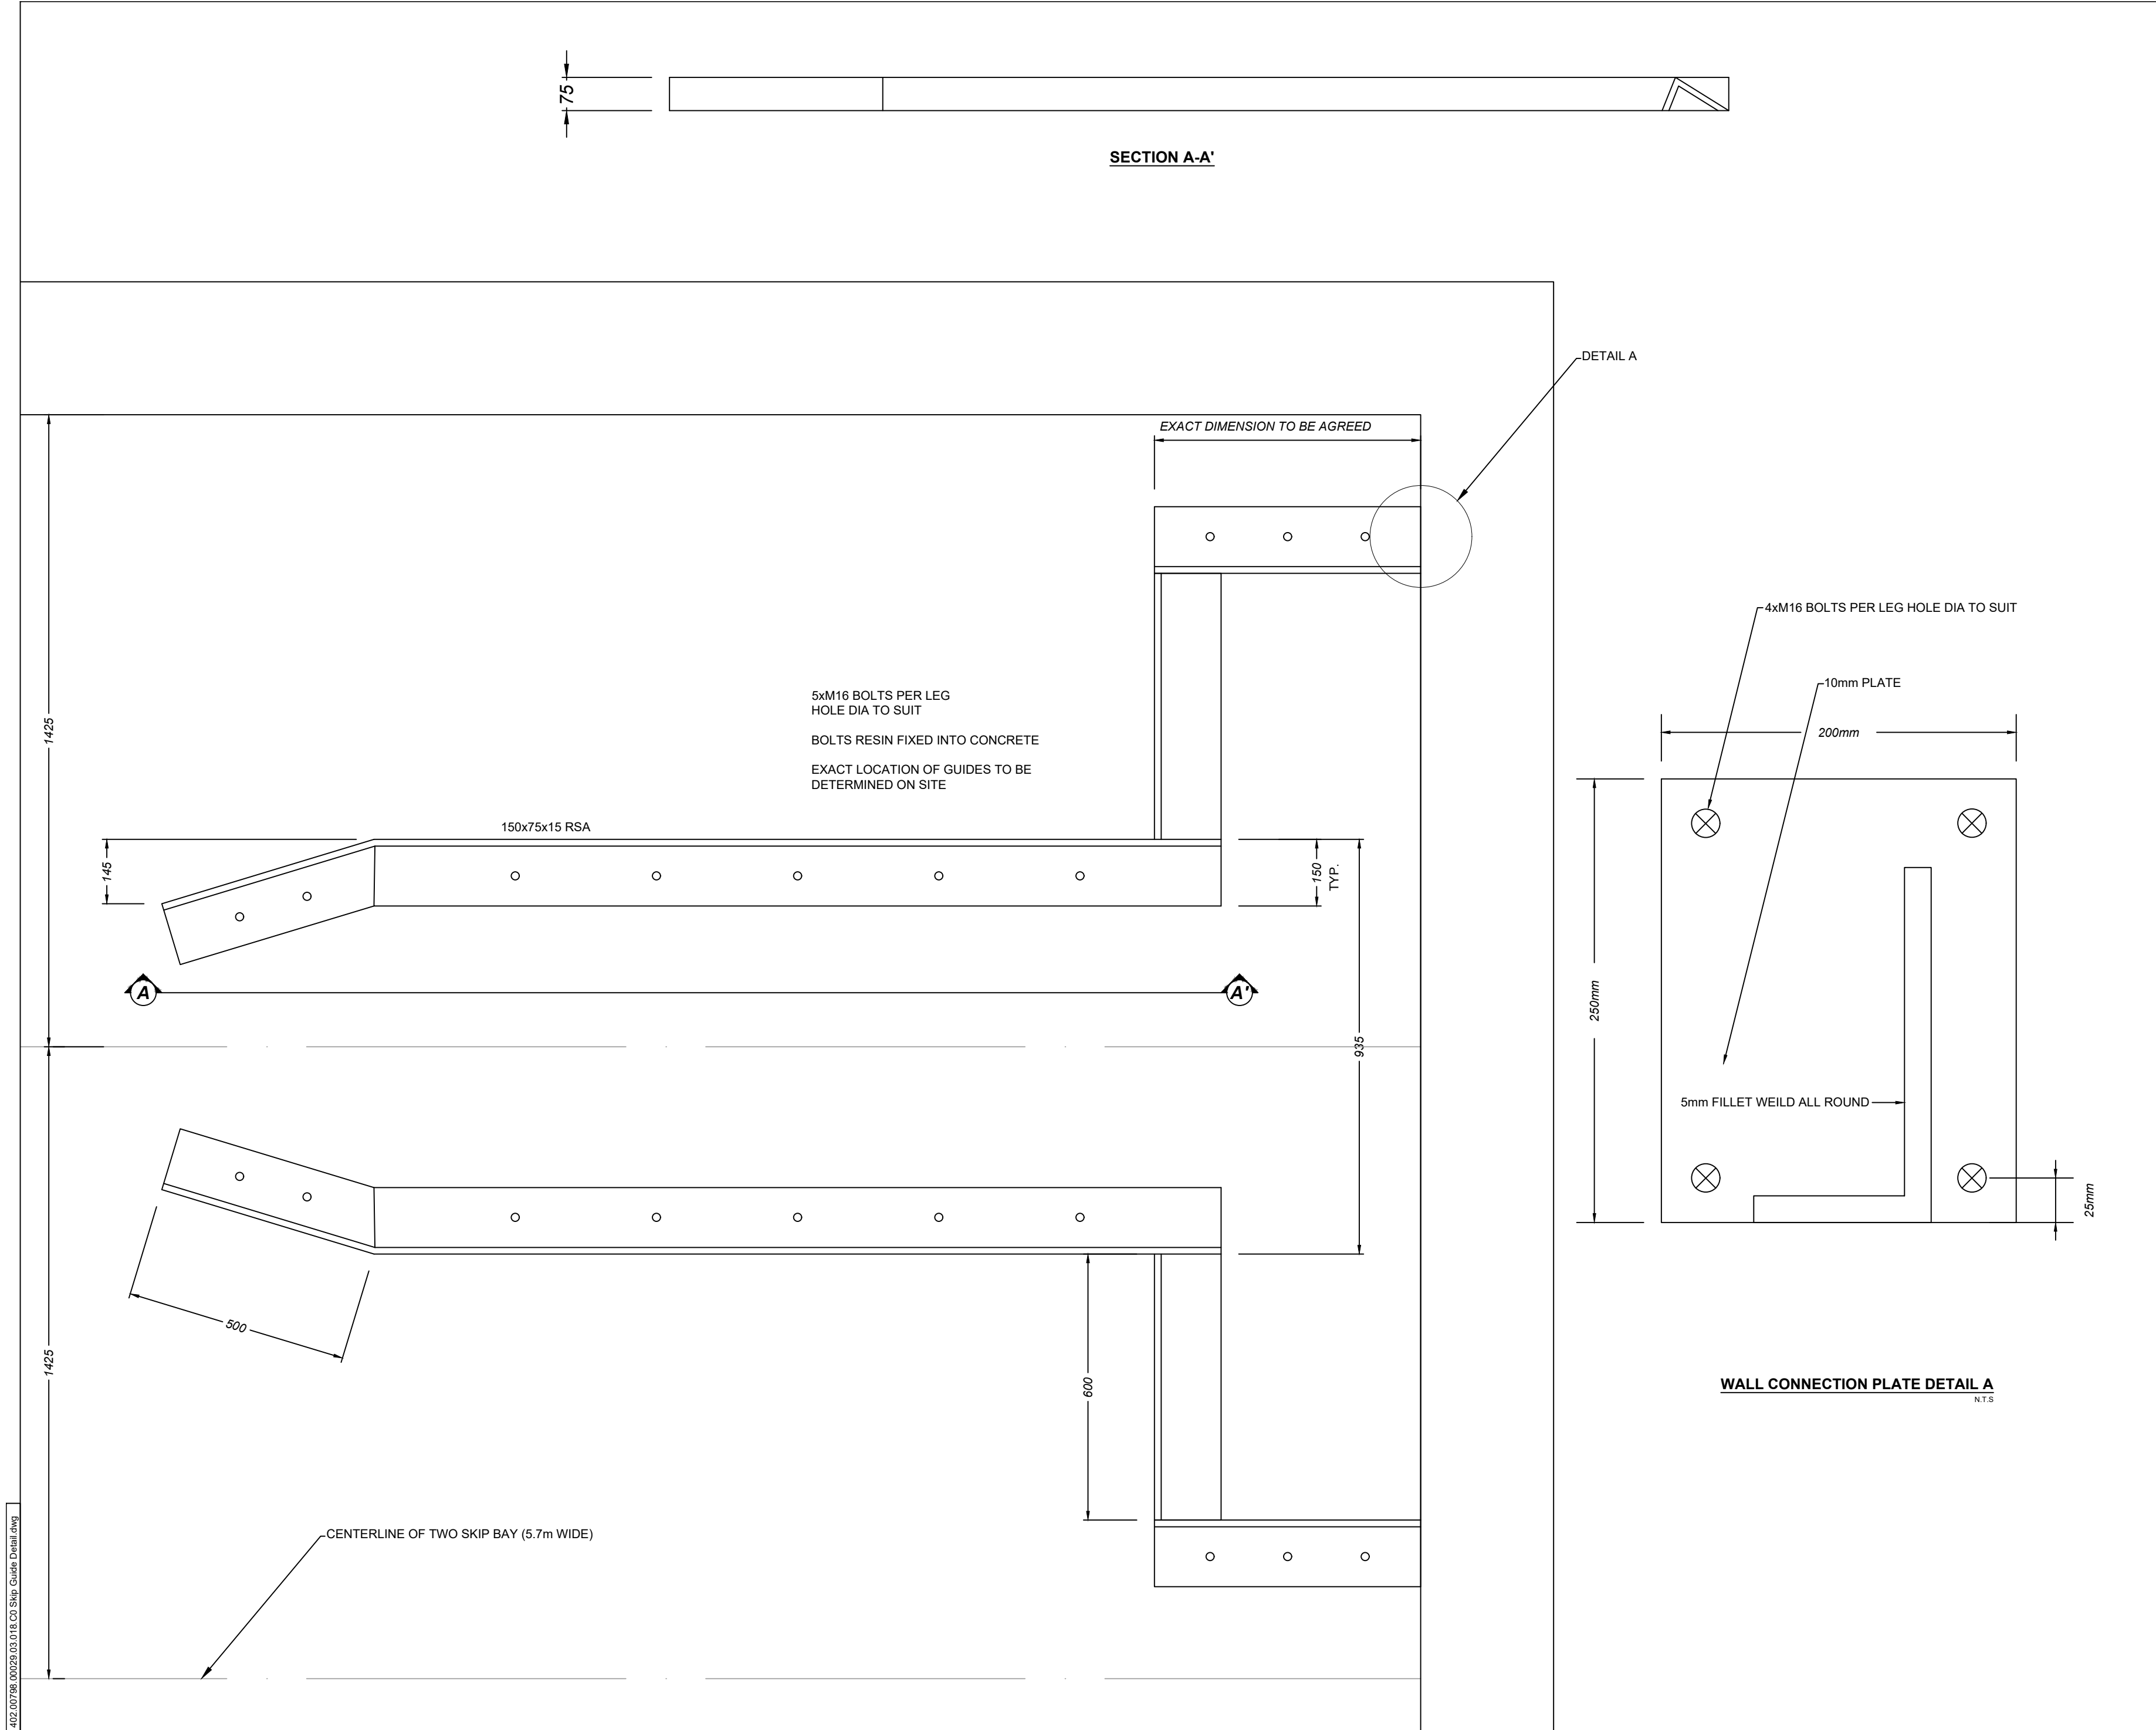 75
SECTION A-A'
DETAIL A
EXACT DIMENSION TO BE AGREED
4xM16 BOLTS PER LEG HOLE DIA TO SUIT
10mm PLATE
200mm
5xM16 BOLTS PER LEG
HOLE DIA TO SUIT
BOLTS RESIN FIXED INTO CONCRETE
EXACT LOCATION OF GUIDES TO BE
DETERMINED ON SITE
1425
150x75x15 RSA
145
150
TYP.
A
A'
935
250mm
5mm FILLET WEILD ALL ROUND
25mm
500
1425
600
WALL CONNECTION PLATE DETAIL A
N.T.S
CENTERLINE OF TWO SKIP BAY (5.7m WIDE)
402.00798.00029.03.018.C0 Skip Guide Detail.dwg